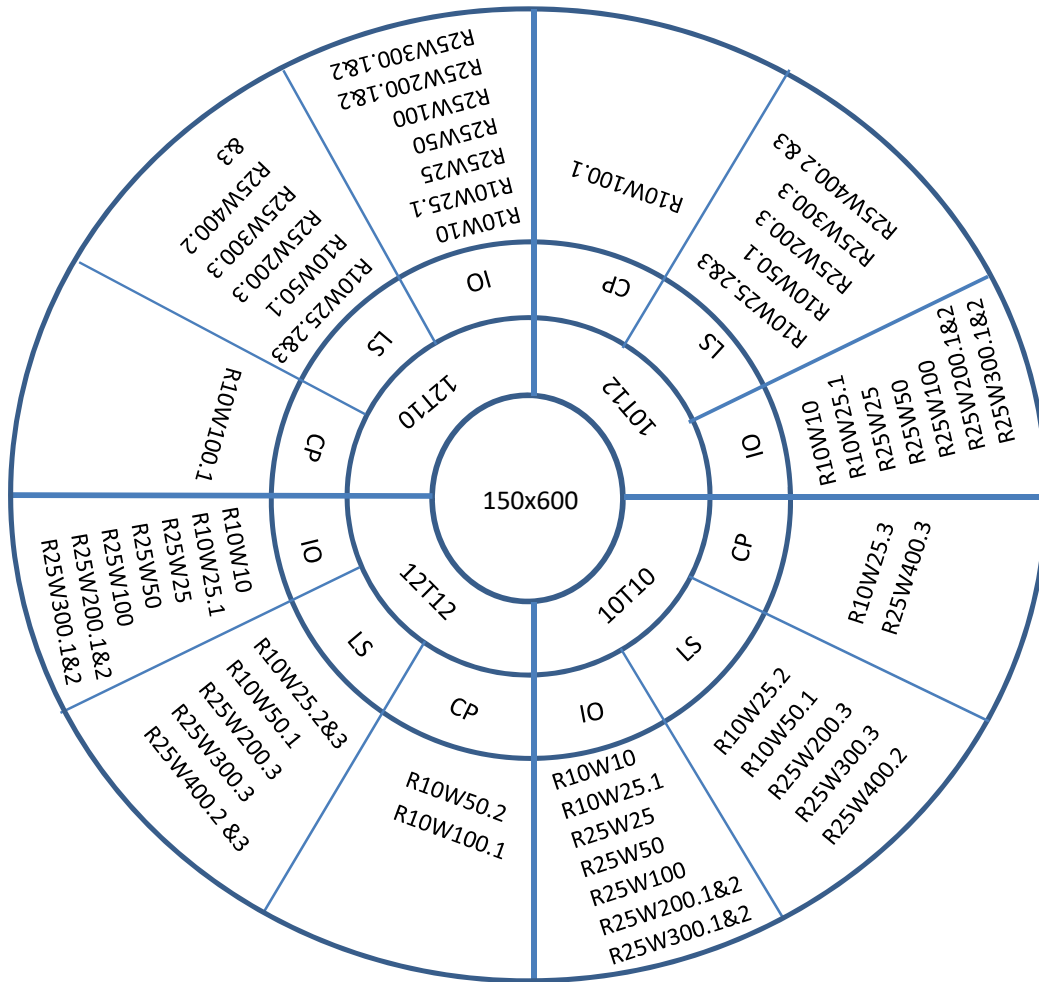 150x600
10T12
CP
R10W100.1
LS
R10W25.2&3
R10W50.1
R25W200.3
R25W300.3
R25W400.2 &3
IO
R10W10
R10W25.1
R25W25
R25W50
R25W100
R25W200.1&2
R25W300.1&2
10T10
CP
R10W25.3
R25W400.3
LS
R10W25.2
R10W50.1
R25W200.3
R25W300.3
R25W400.2
IO
R10W10
R10W25.1
R25W25
R25W50
R25W100
R25W200.1&2
R25W300.1&2
12T12
CP
R10W50.2
R10W100.1
LS
R10W25.2&3
R10W50.1
R25W200.3
R25W300.3
R25W400.2 &3
IO
R10W10
R10W25.1
R25W25
R25W50
R25W100
R25W200.1&2
R25W300.1&2
12T10
CP
R10W100.1
LS
R10W25.2&3
R10W50.1
R25W200.3
R25W300.3
R25W400.2
&3
IO
R10W10
R10W25.1
R25W25
R25W50
R25W100
R25W200.1&2
R25W300.1&2